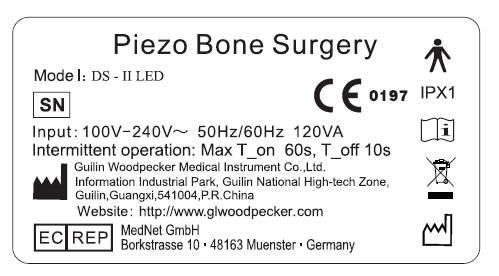 Piezo Bone Surgery
Model: DS - II LED
SN
CE 0197 IPX1
Input: 100V-240V～ 50Hz/60Hz 120VA
Intermittent operation: Max T_on 60s, T_off 10s
Guilin Woodpecker Medical Instrument Co.,Ltd.
Information Industrial Park, Guilin National High-tech Zone,
Guilin,Guangxi,541004,P.R.China
Website: http://www.glwoodpecker.com
EC REP
MedNet GmbH
Borkstrasse 10 · 48163 Muenster · Germany